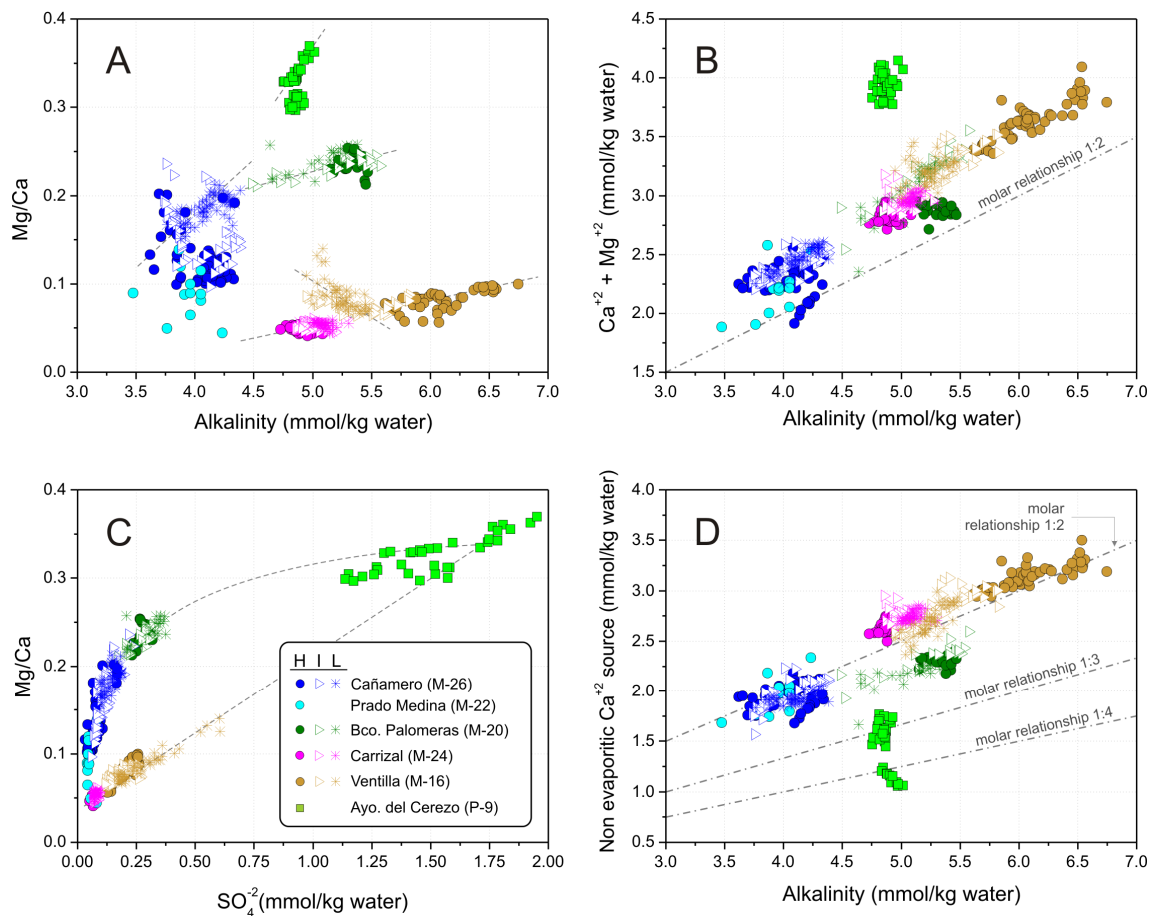 A
Mg/Ca
0.4
0.3
0.2
0.1
0.0
3.0 3.5 4.0 4.5 5.0 5.5 6.0 6.5 7.0
Alkalinity (mmol/kg water)
B
Ca+2 + Mg+2 (mmol/kg water)
4.5
4.0
3.5
3.0
2.5
2.0
1.5
molar relationship 1:2
3.0 3.5 4.0 4.5 5.0 5.5 6.0 6.5 7.0
Alkalinity (mmol/kg water)
C
Mg/Ca
0.4
0.3
0.2
0.1
0.0
H I L
Cañamero (M-26)
Prado Medina (M-22)
Bco. Palomeras (M-20)
Carrizal (M-24)
Ventilla (M-16)
Ayo. del Cerezo (P-9)
0.00 0.25 0.50 0.75 1.00 1.25 1.50 1.75 2.00
SO4-2(mmol/kg water)
D
Non evaporitic Ca+2 source (mmol/kg water)
4.5
4.0
3.5
3.0
2.5
2.0
1.5
1.0
0.5
molar
relationship 1:2
molar relationship 1:3
molar relationship 1:4
3.0 3.5 4.0 4.5 5.0 5.5 6.0 6.5 7.0
Alkalinity (mmol/kg water)